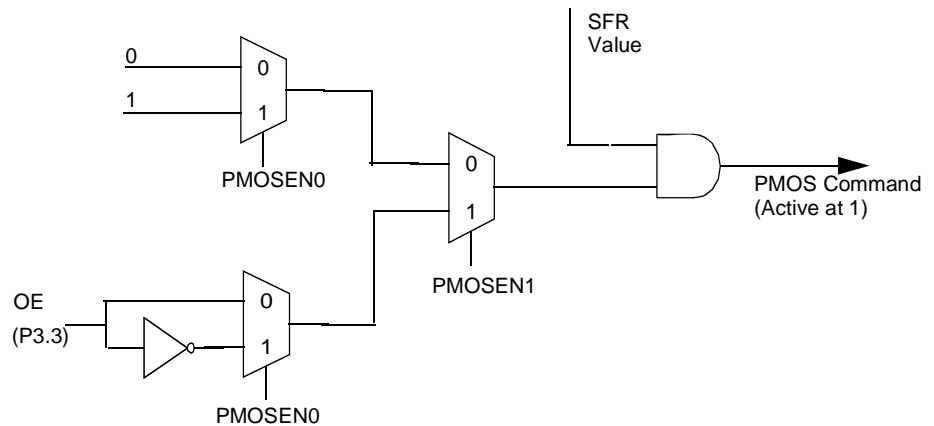 SFR
Value
0
0
1
1
PMOSEN0
0
PMOS Command
(Active at 1)
1
PMOSEN1
OE
(P3.3)
0
1
PMOSEN0